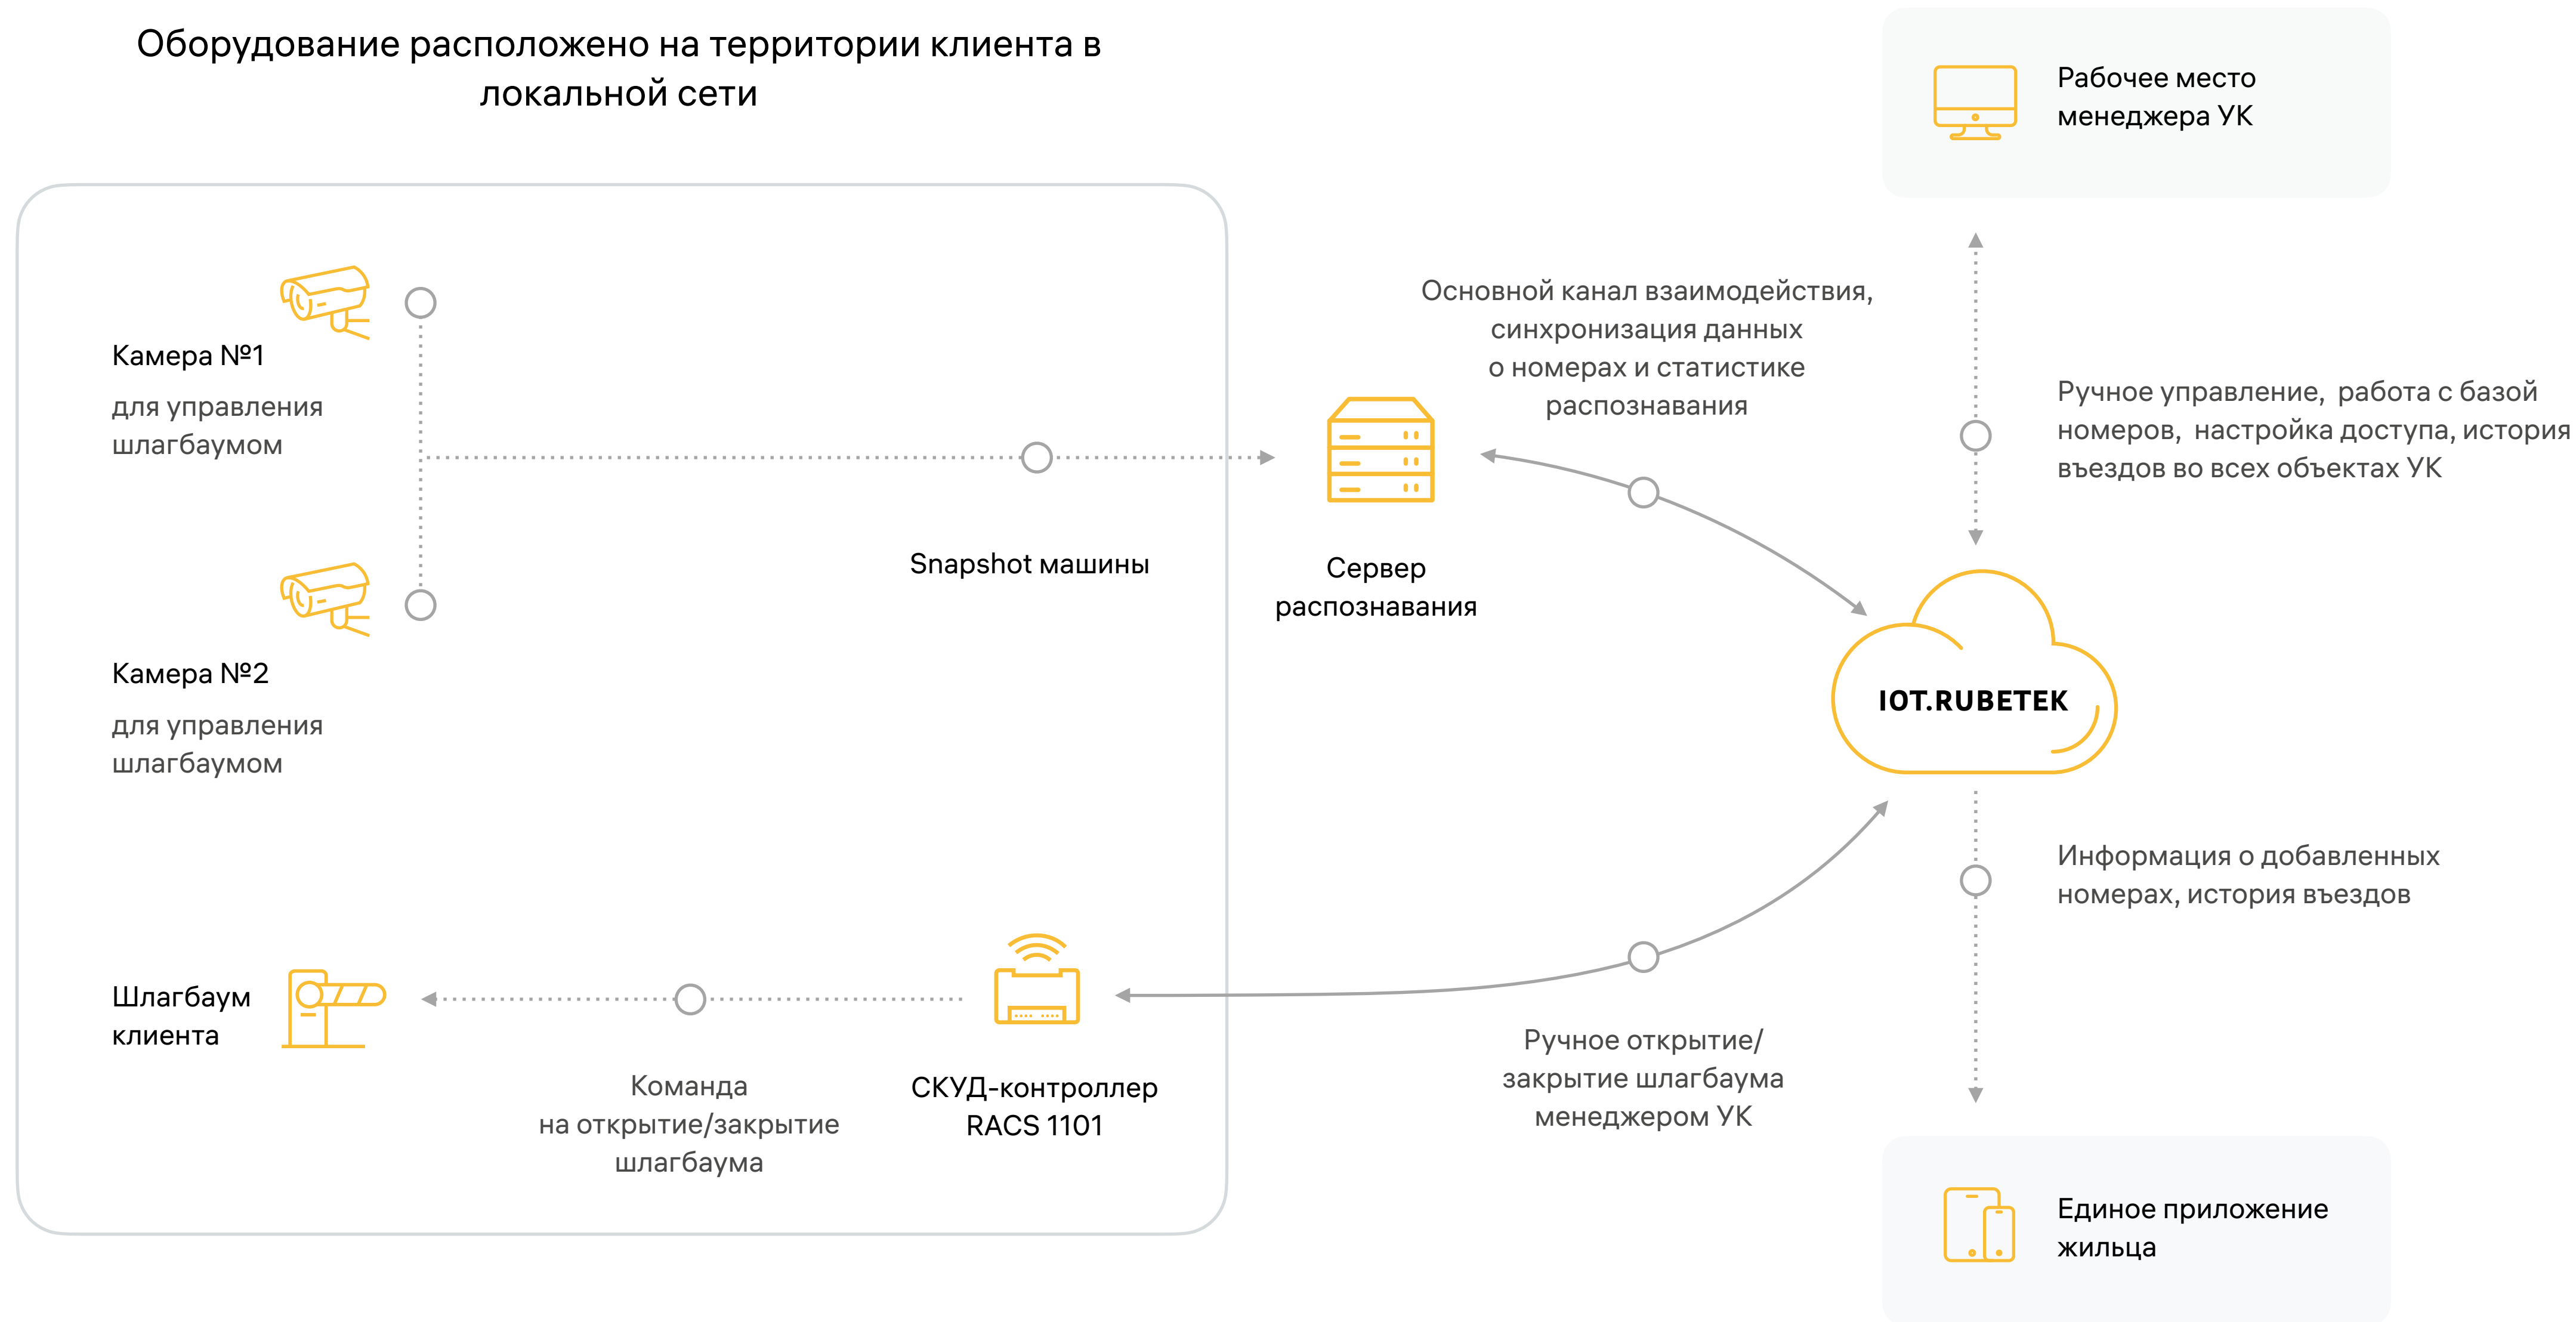 Оборудование расположено на территории клиента в
локальной сети
Рабочее место
менеджера УК
Камера №1
для управления
шлагбаумом
Основной канал взаимодействия,
синхронизация данных
о номерах и статистике
распознавания
Ручное управление,  работа с базой
номеров,  настройка доступа, история
въездов во всех объектах УК
Snapshot машины
Сервер
распознавания
Камера №2
для управления
шлагбаумом
IOT.RUBETEK
Информация о добавленных
номерах, история въездов
Шлагбаум
клиента
Команда
на открытие/закрытие
шлагбаума
СКУД-контроллер
RACS 1101
Ручное открытие/
закрытие шлагбаума
менеджером УК
Единое приложение
жильца